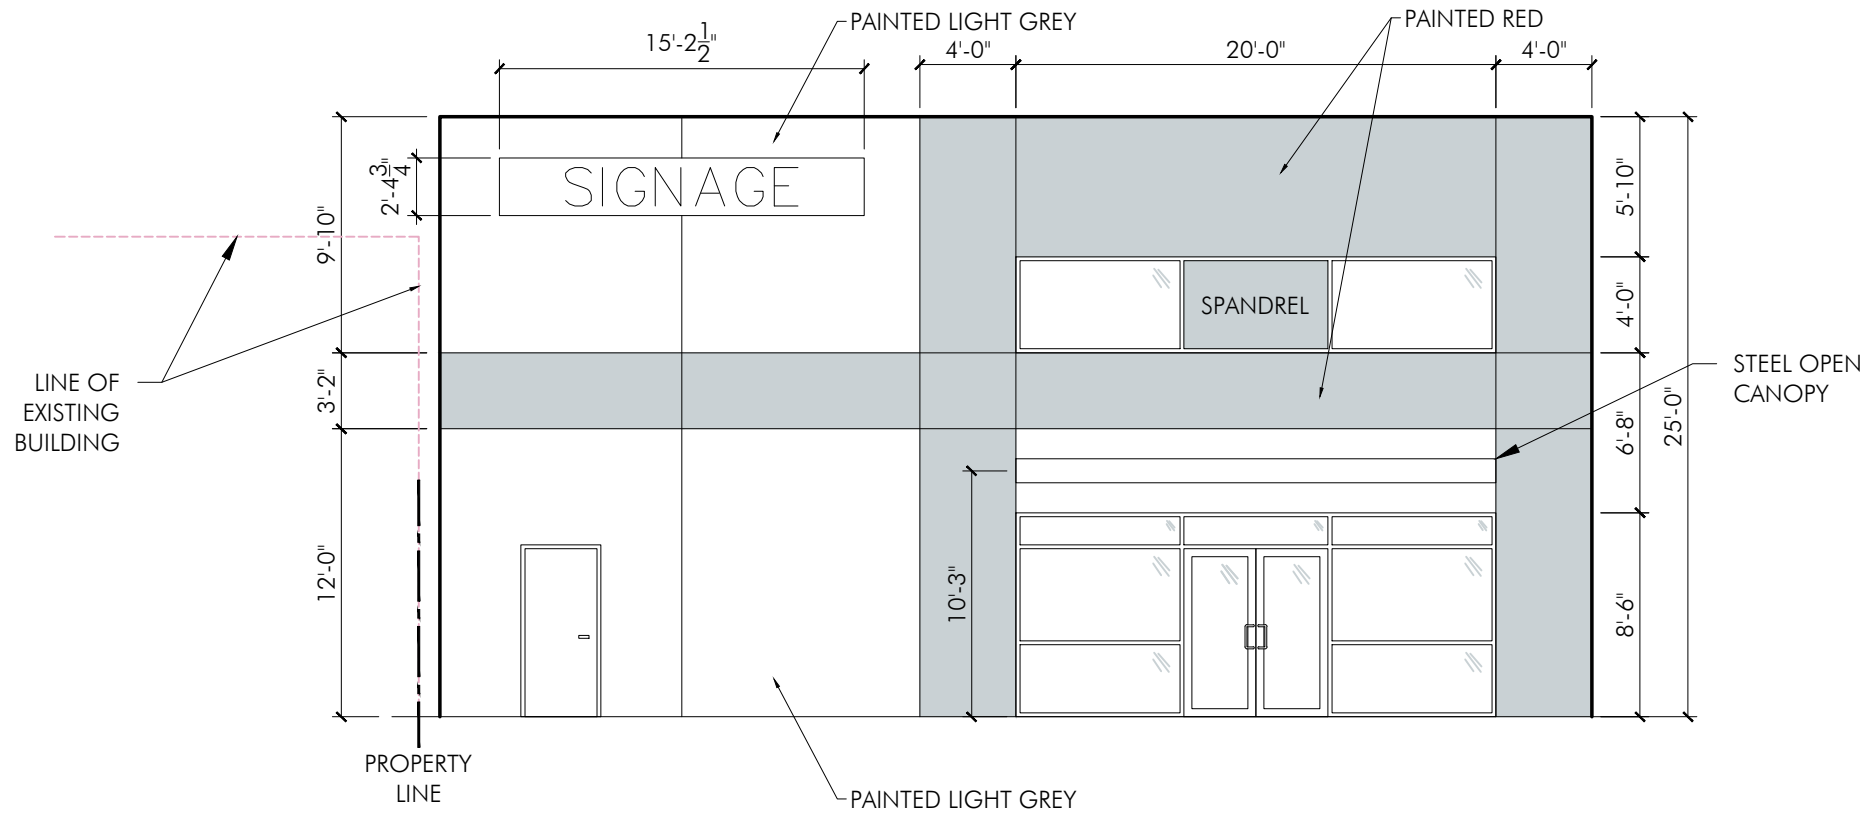 PAINTED LIGHT GREY
PAINTED RED
15'-2 1/2"
4'-0"
20'-0"
4'-0"
2'-4 3/4"
SIGNAGE
9'-10"
5'-10"
SPANDREL
4'-0"
LINE OF
EXISTING
BUILDING
3'-2"
STEEL OPEN
CANOPY
6'-8"
25'-0"
12'-0"
10'-3"
8'-6"
PROPERTY
LINE
PAINTED LIGHT GREY